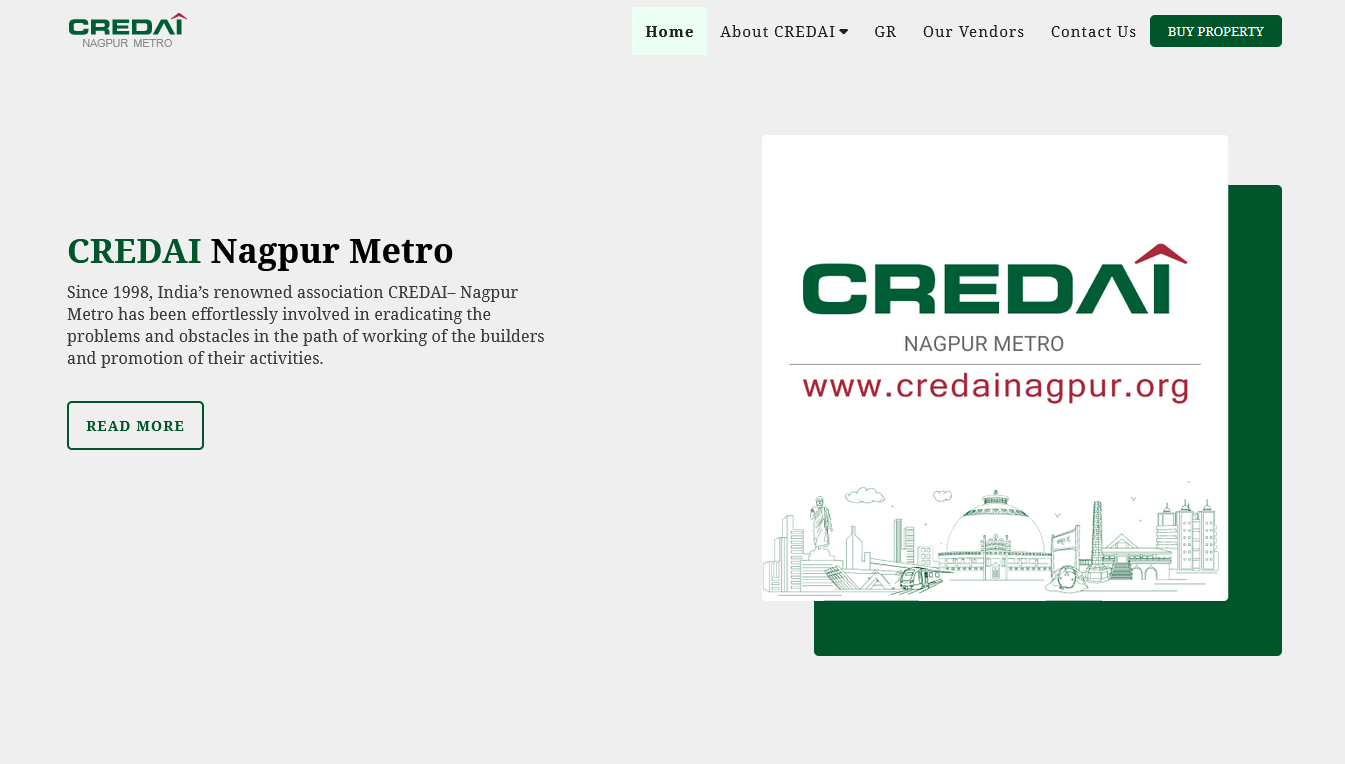 CREDAI
NAGPUR METRO
Home
About CREDAI
GR
Our Vendors
Contact Us
BUY PROPERTY
CREDAI Nagpur Metro
Since 1998, India’s renowned association CREDAI– Nagpur
Metro has been effortlessly involved in eradicating the
problems and obstacles in the path of working of the builders
and promotion of their activities.
READ MORE
CREDAI
NAGPUR METRO
www.credainagpur.org